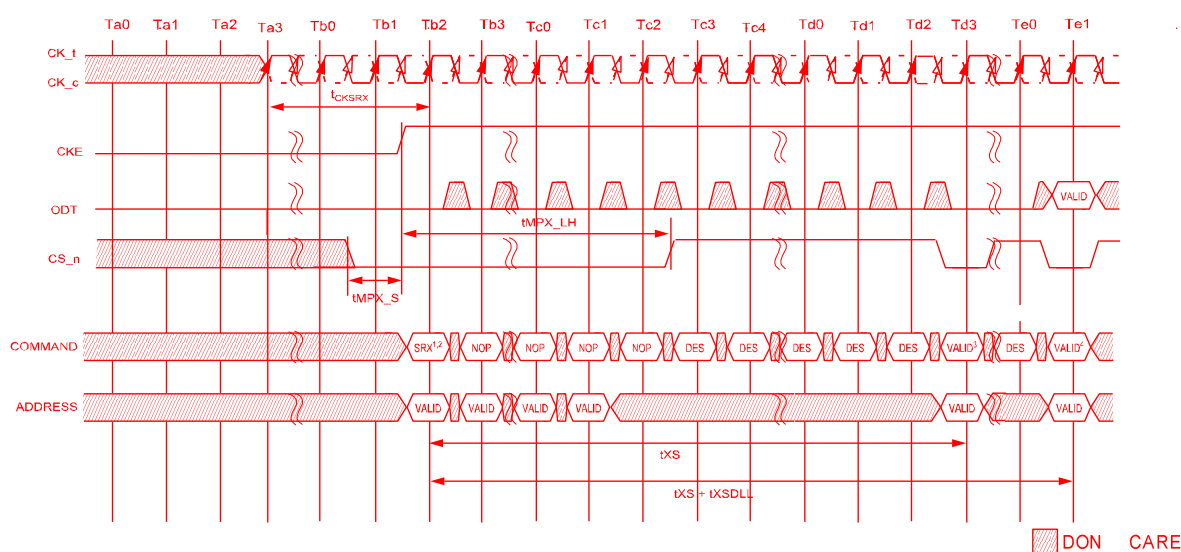 Ta0 Ta1 Ta2 Ta3 Tb0 Tb1 Tb2 Tb3 Tc0 Tc1 Tc2 Tc3 Tc4 Td0 Td1 Td2 Td3 Te0 Te1
CK_t
CK_c
tCKSRX
CKE
ODT
VALID
tMPX_LH
CS_n
tMPX_S
COMMAND SRX1,2 NOP NOP NOP NOP DES DES DES DES DES VALID3 DES VALID4
ADDRESS VALID VALID VALID VALID VALID VALID
tXS
tXS + tXSDLL
DON CARE